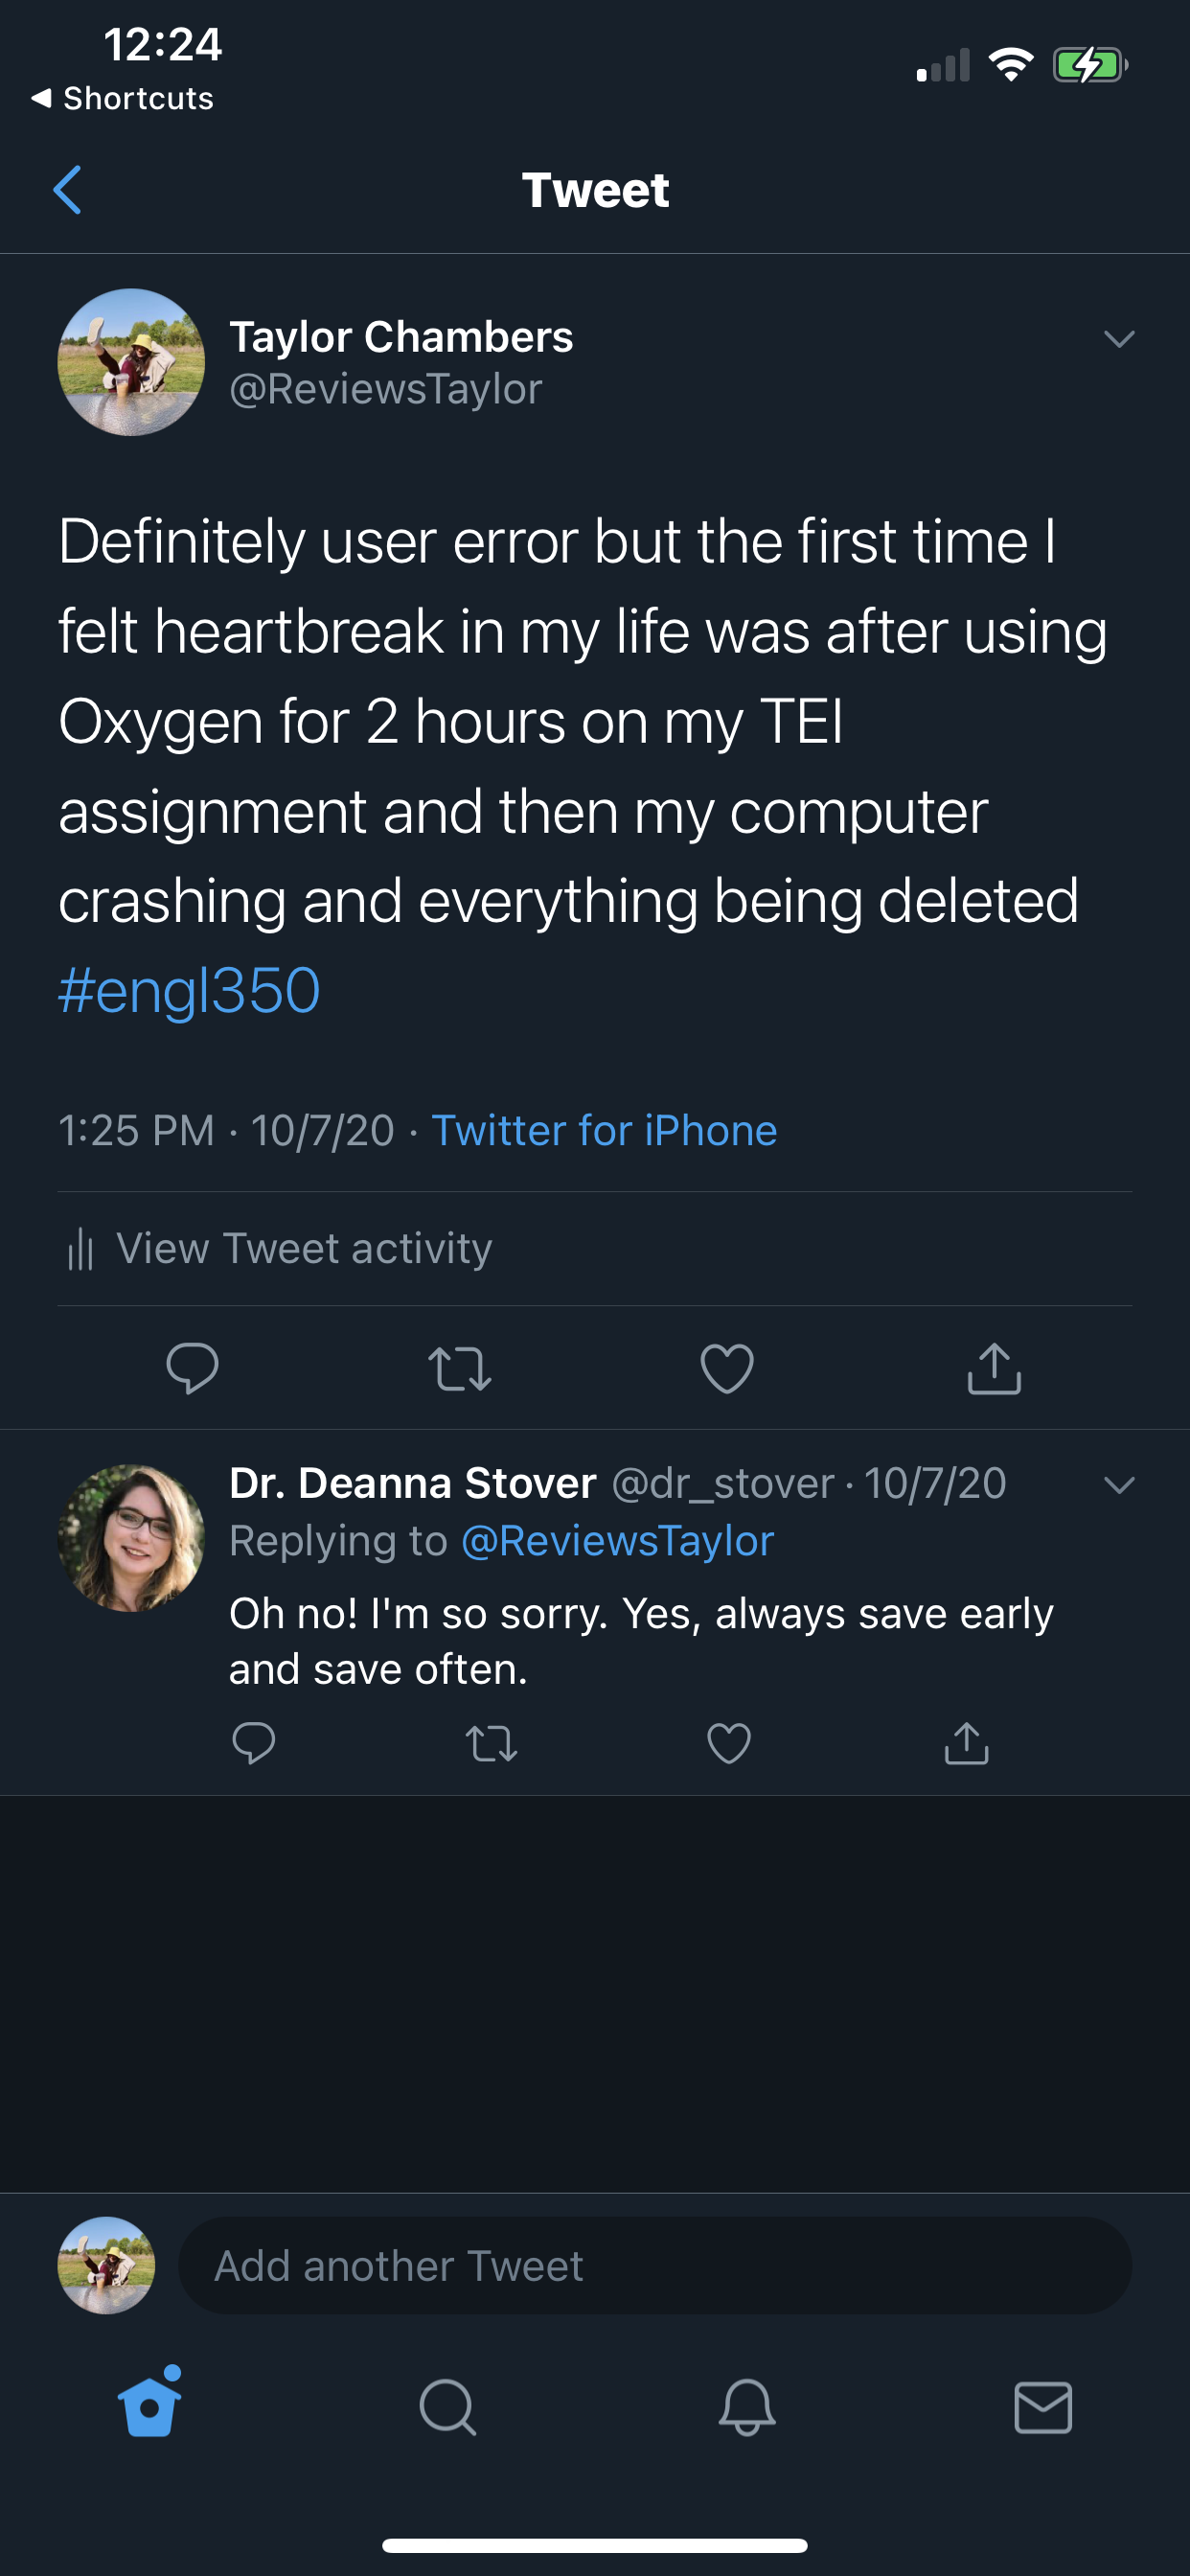 12:24
◀ Shortcuts
Tweet
Taylor Chambers
@ReviewsTaylor
Definitely user error but the first time I
felt heartbreak in my life was after using
Oxygen for 2 hours on my TEI
assignment and then my computer
crashing and everything being deleted
#engl350
1:25 PM · 10/7/20 · Twitter for iPhone
View Tweet activity
Dr. Deanna Stover @dr_stover · 10/7/20
Replying to @ReviewsTaylor
Oh no! I'm so sorry. Yes, always save early
and save often.
Add another Tweet